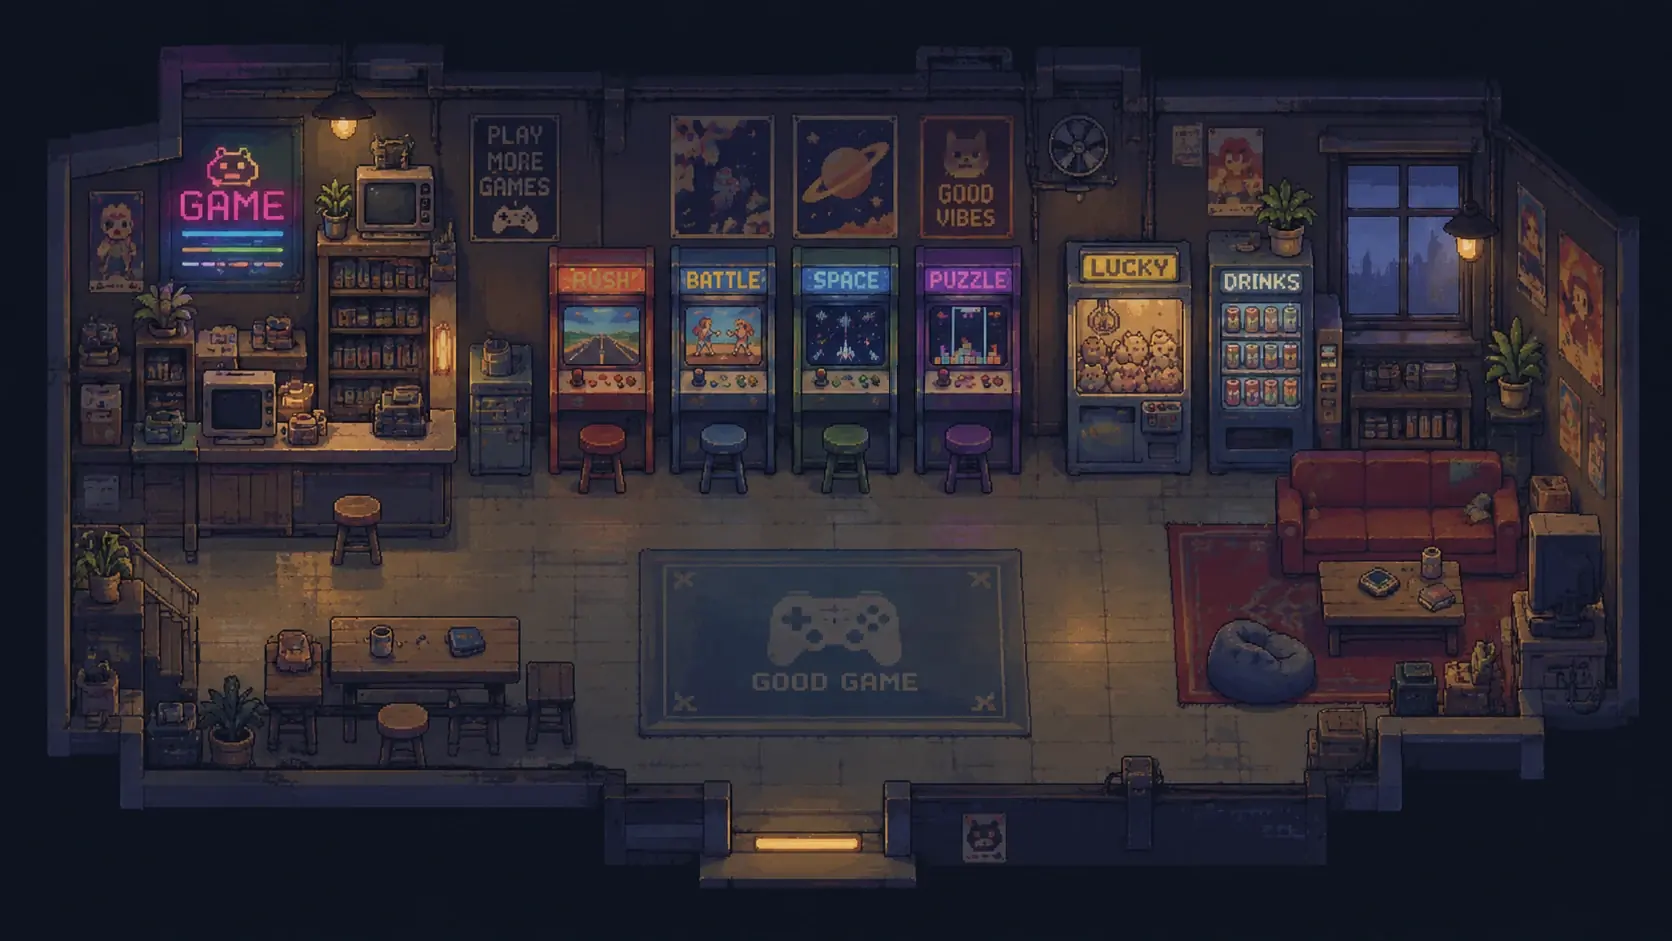 GAME
PLAY
MORE
GAMES
GOOD
VIBES
RUSH
BATTLE
SPACE
PUZZLE
LUCKY
DRINKS
GOOD GAME